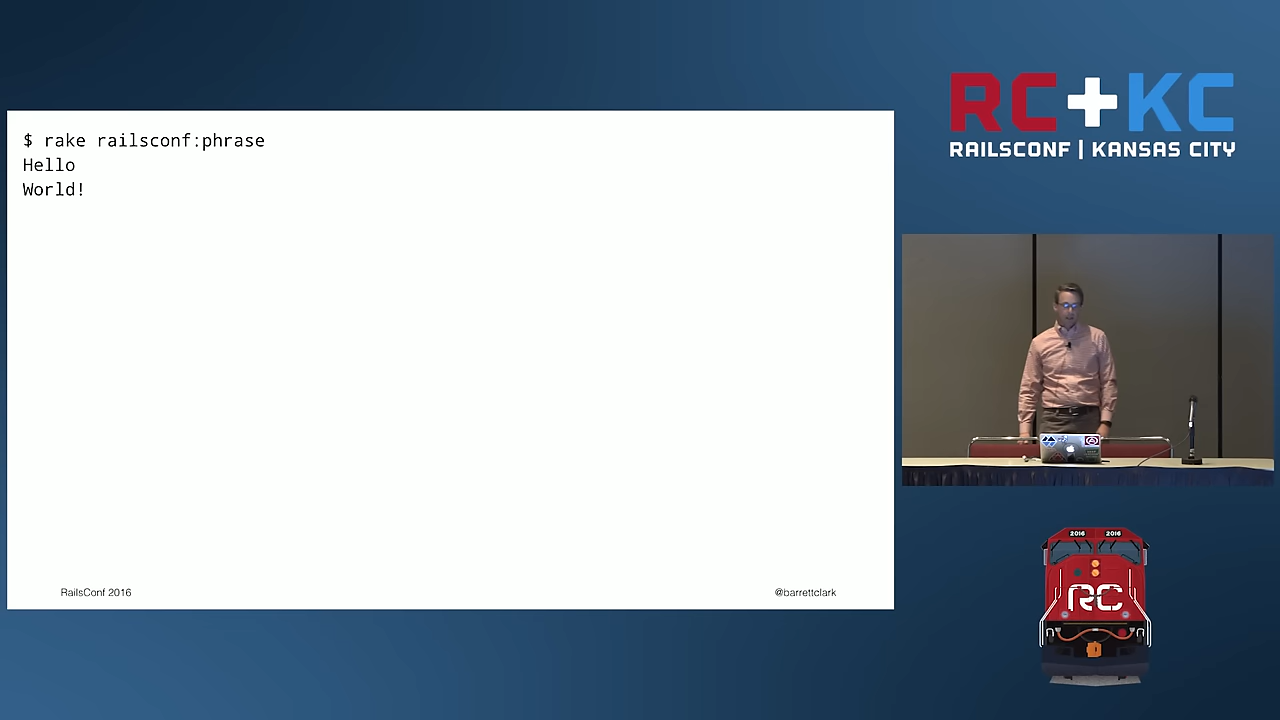 $ rake railsconf:phrase
Hello
World!
RailsConf 2016
@barrettclark
RC+KC
RAILSCONF | KANSAS CITY
2016 2016
RC